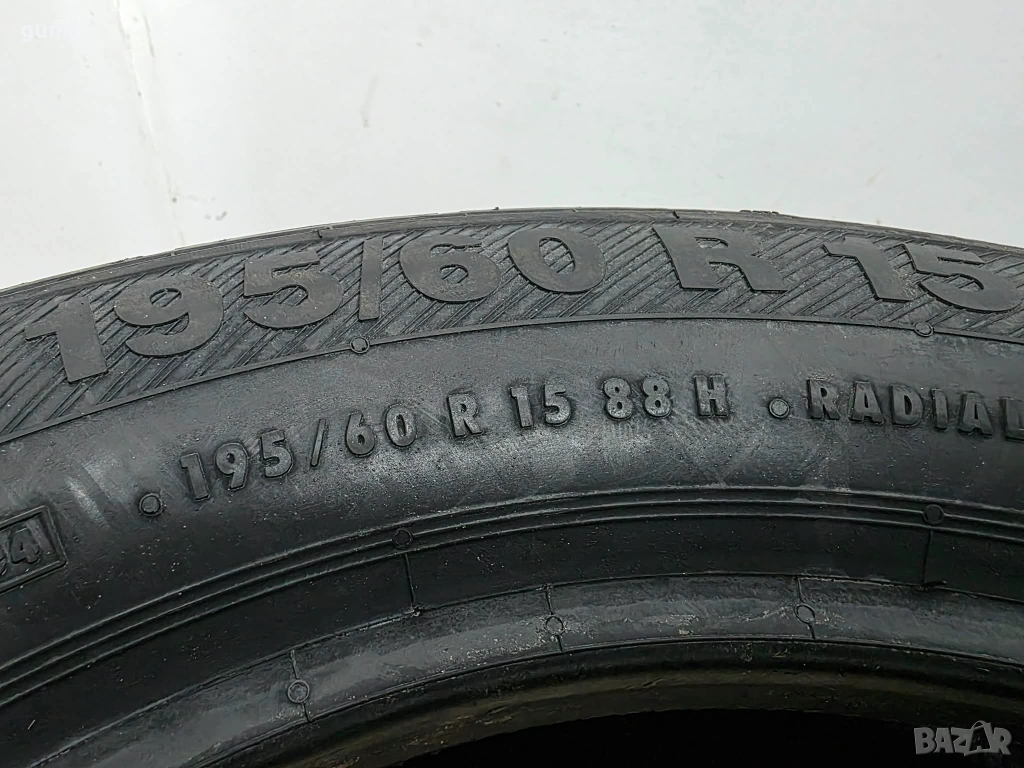 195/60 R 15
195/60 R 15 88 H • RADIAL
BAZAR